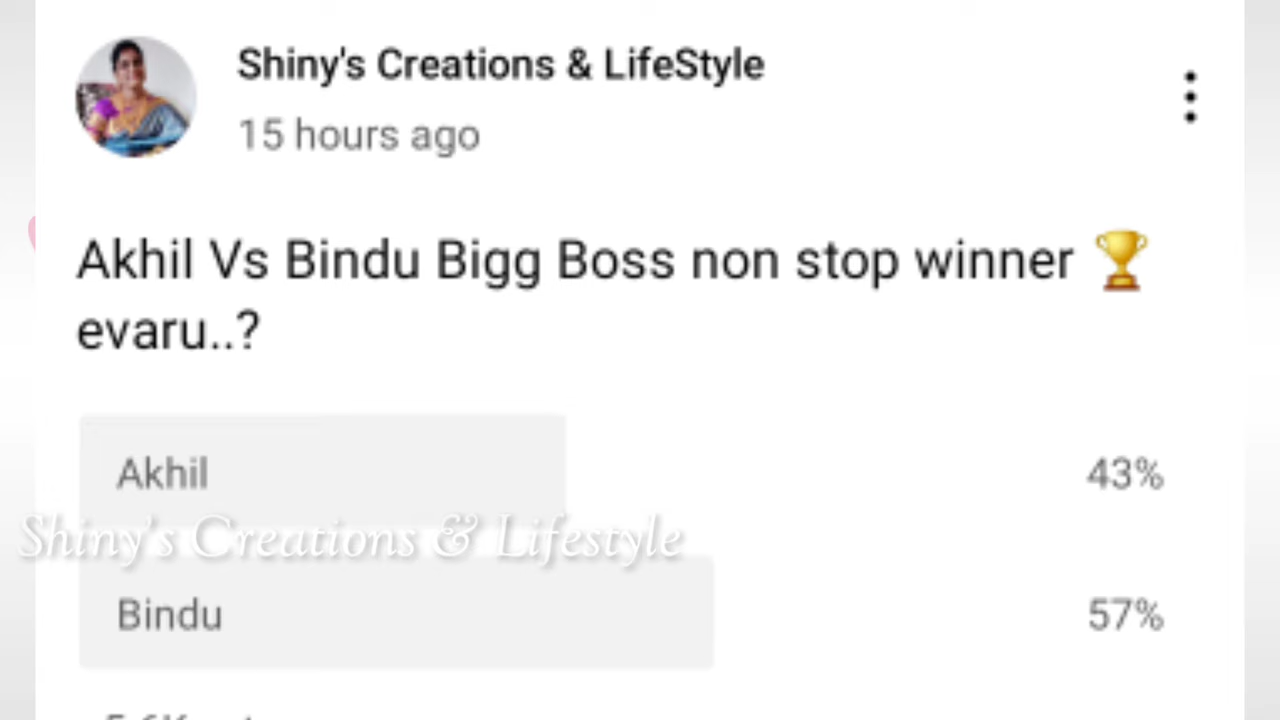 Shiny's Creations & LifeStyle
15 hours ago
Akhil Vs Bindu Bigg Boss non stop winner 🏆
evaru..?
Akhil 43%
Shiny's Creations & Lifestyle
Bindu 57%